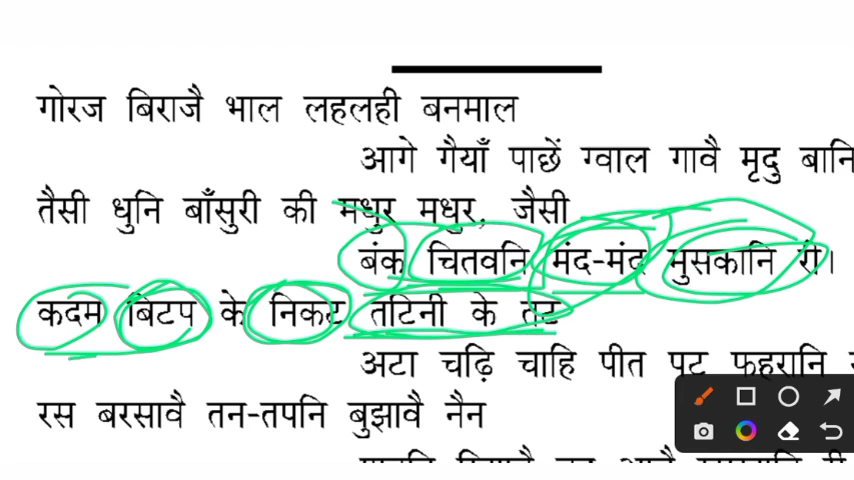 गोरज बिराजै भाल लहलही बनमाल
आगे गैयाँ पाछें ग्वाल गावै मृदु बानि
तैसी धुनि बाँसुरी की मधुर मधुर, जैसी
बंक चितवनि मंद-मंद मुसकानि री।
कदम बिटप के निकट तटिनी के तट
अटा चढ़ि चाहि पीत पट फहरानि
रस बरसावै तन-तपनि बुझावै नैन